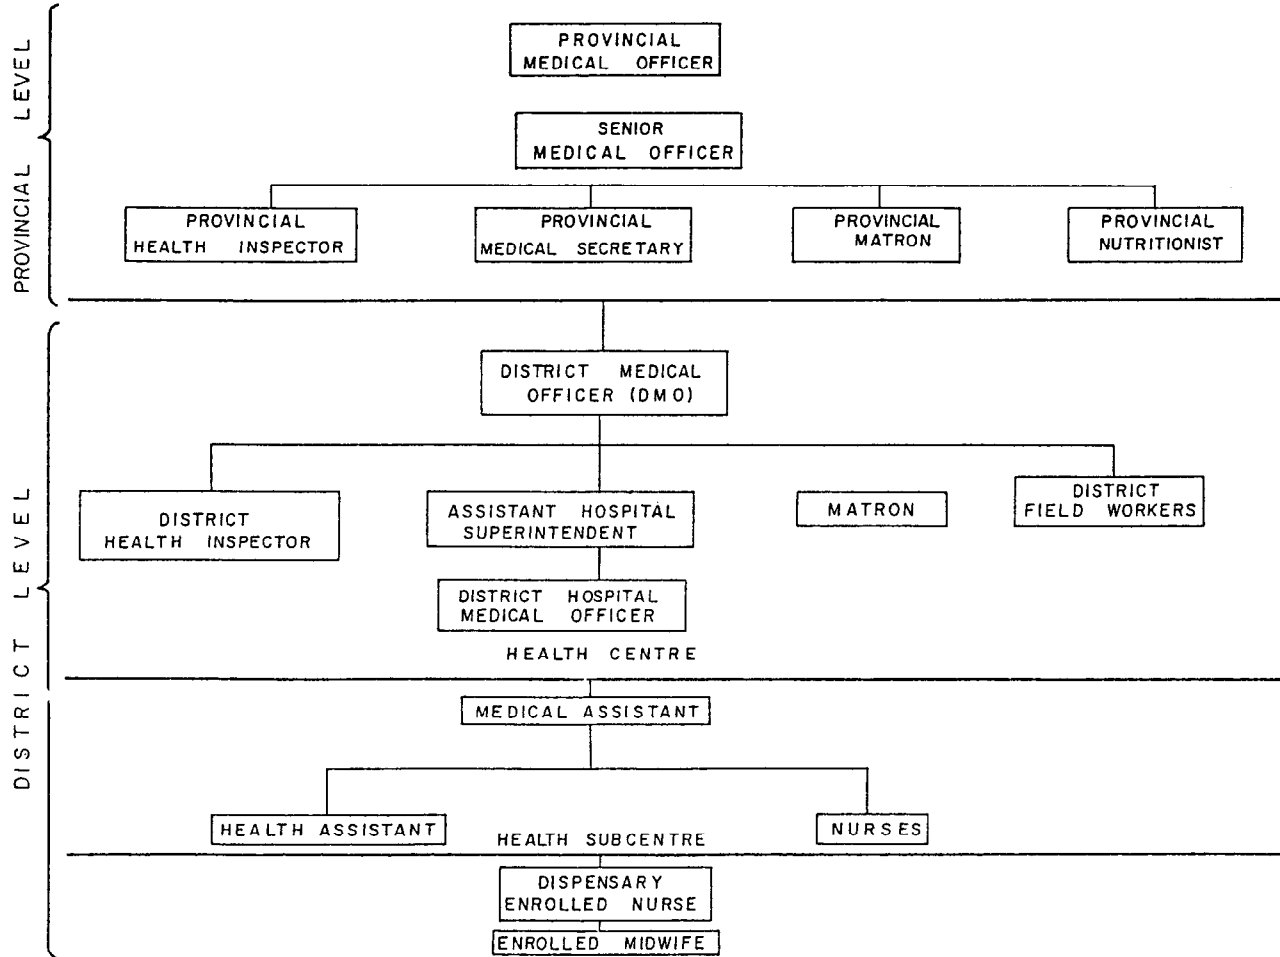 PROVINCIAL LEVEL
PROVINCIAL
MEDICAL OFFICER
SENIOR
MEDICAL OFFICER
PROVINCIAL
HEALTH INSPECTOR
PROVINCIAL
MEDICAL SECRETARY
PROVINCIAL
MATRON
PROVINCIAL
NUTRITIONIST
DISTRICT LEVEL
DISTRICT MEDICAL
OFFICER (DMO)
DISTRICT
HEALTH INSPECTOR
ASSISTANT HOSPITAL
SUPERINTENDENT
MATRON
DISTRICT
FIELD WORKERS
DISTRICT HOSPITAL
MEDICAL OFFICER
HEALTH CENTRE
MEDICAL ASSISTANT
HEALTH ASSISTANT
NURSES
HEALTH SUBCENTRE
DISPENSARY
ENROLLED NURSE
ENROLLED MIDWIFE